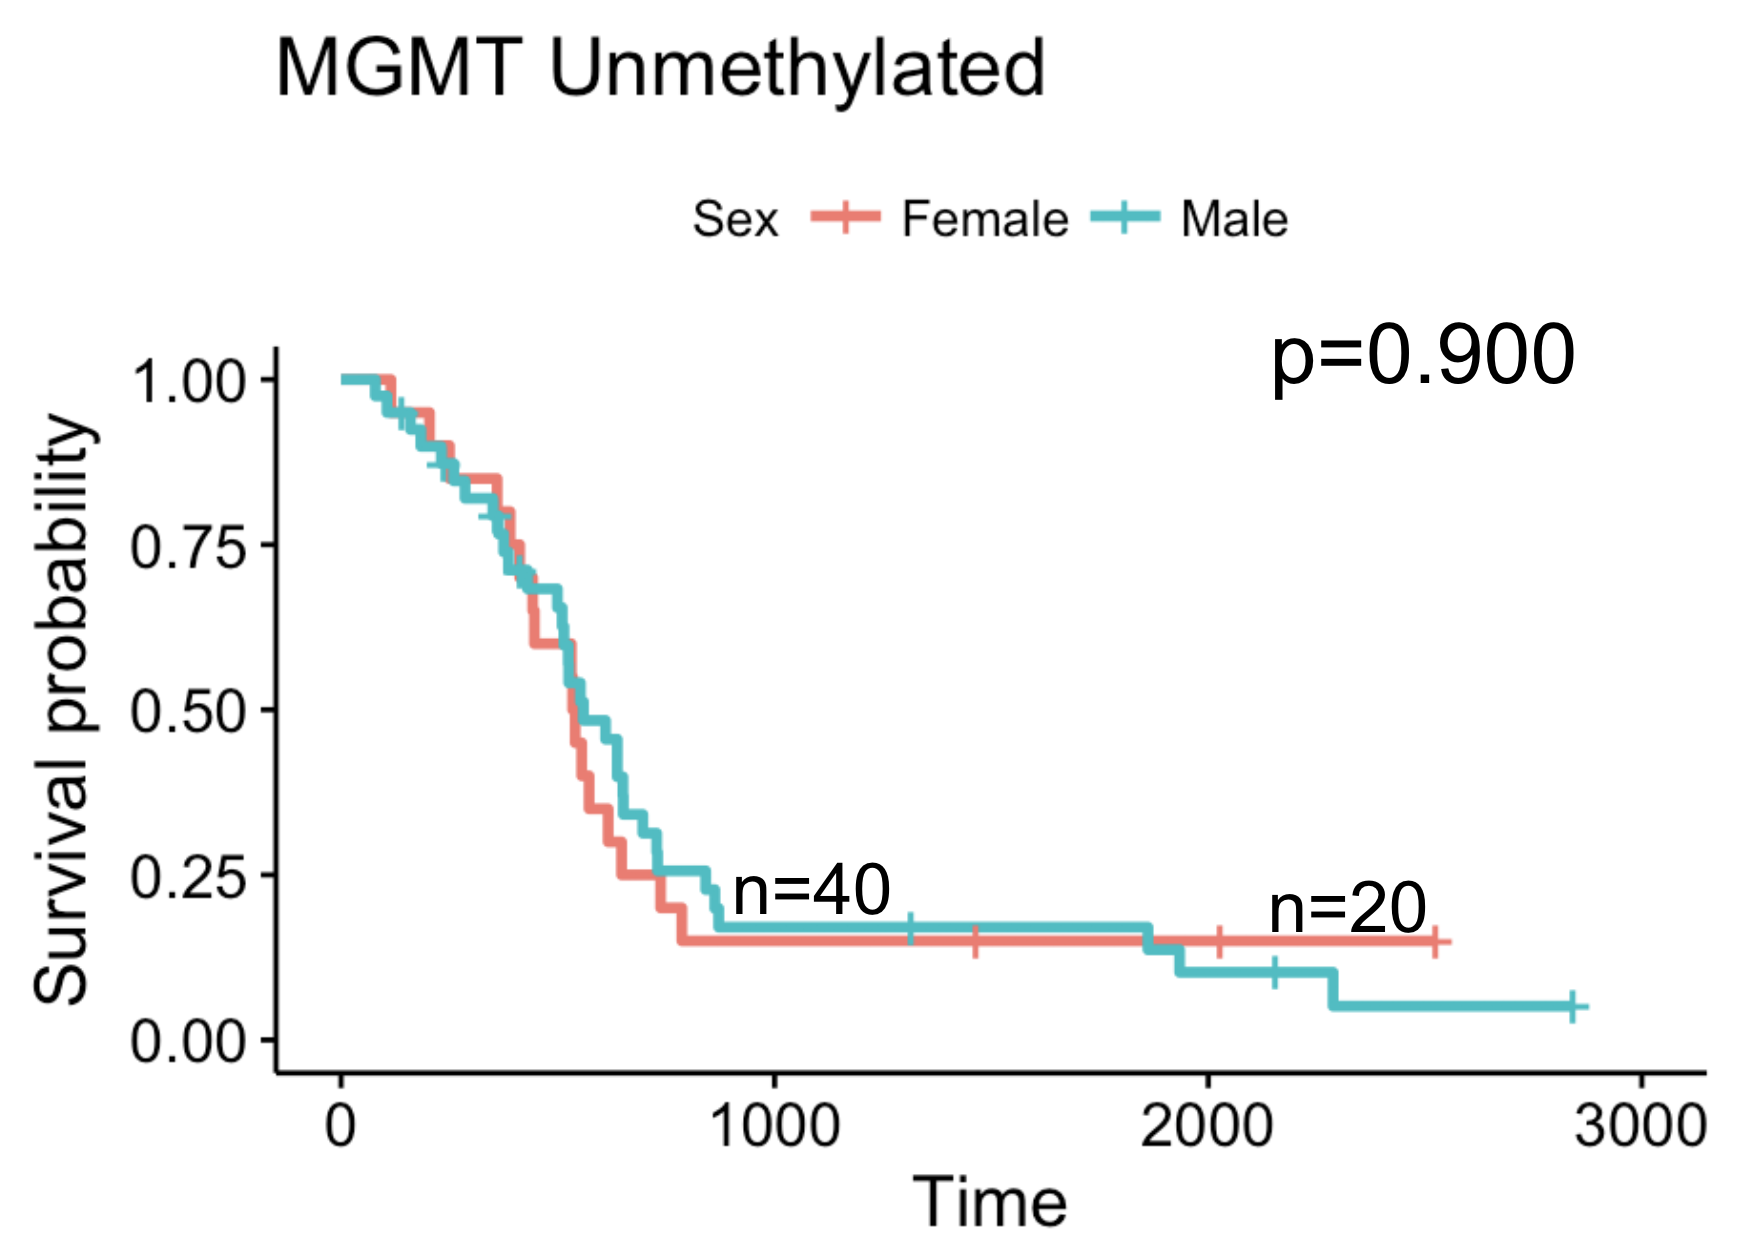 MGMT Unmethylated
Sex Female Male
p=0.900
Survival probability
1.00
0.75
0.50
0.25
0.00
n=40
n=20
0 1000 2000 3000
Time